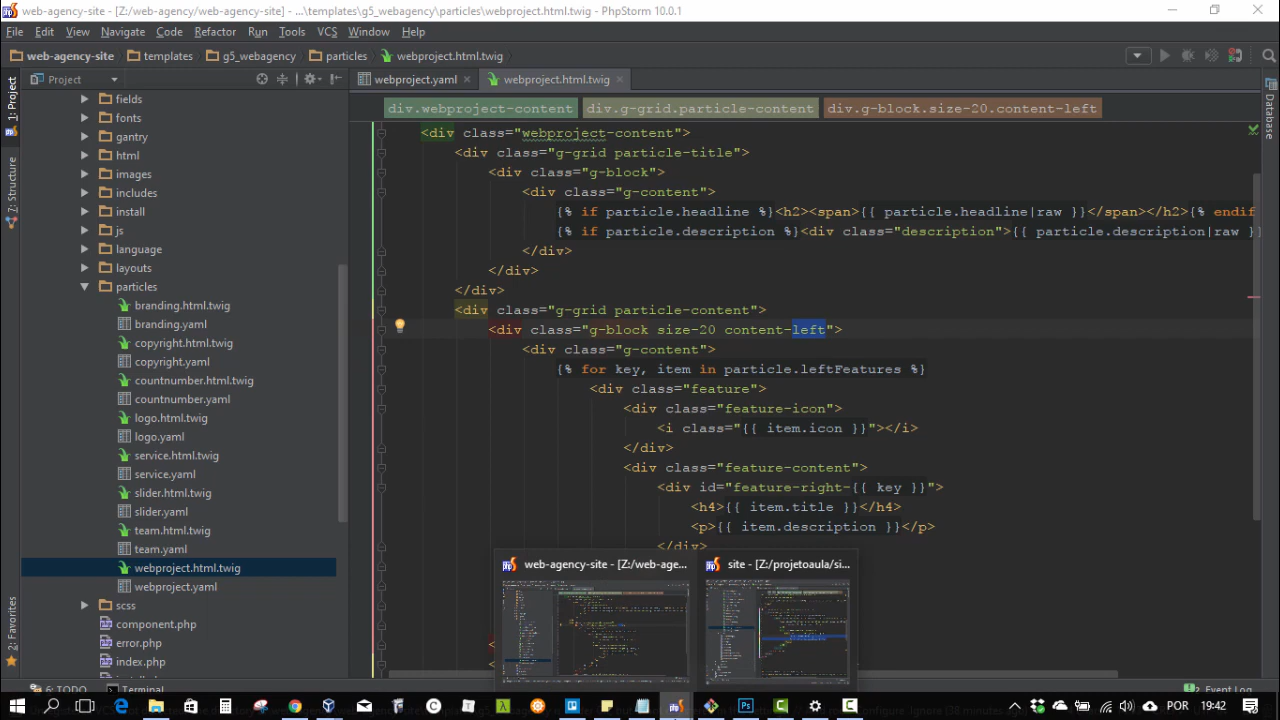 web-agency-site - [Z:/web-agency/web-agency-site] - ...\templates\g5_webagency\particles\webproject.html.twig - PhpStorm 10.0.1
File Edit View Navigate Code Refactor Run Tools VCS Window Help
web-agency-site templates g5_webagency particles webproject.html.twig
Project
webproject.yaml
webproject.html.twig
1: Project
7: Structure
2: Favorites
Database
fields
fonts
gantry
html
images
includes
install
js
language
layouts
particles
branding.html.twig
branding.yaml
copyright.html.twig
copyright.yaml
countnumber.html.twig
countnumber.yaml
logo.html.twig
logo.yaml
service.html.twig
service.yaml
slider.html.twig
slider.yaml
team.html.twig
team.yaml
webproject.html.twig
webproject.yaml
scss
component.php
error.php
index.php
div.webproject-content div.g-grid.particle-content div.g-block.size-20.content-left
<div class="webproject-content">
<div class="g-grid particle-title">
<div class="g-block">
<div class="g-content">
{% if particle.headline %}<h2><span>{{ particle.headline|raw }}</span></h2>{% endif
{% if particle.description %}<div class="description">{{ particle.description|raw }
</div>
</div>
</div>
<div class="g-grid particle-content">
<div class="g-block size-20 content-left">
<div class="g-content">
{% for key, item in particle.leftFeatures %}
<div class="feature">
<div class="feature-icon">
<i class="{{ item.icon }}"></i>
</div>
<div class="feature-content">
<div id="feature-right-{{ key }}">
<h4>{{ item.title }}</h4>
<p>{{ item.description }}</p>
</div>
web-agency-site - [Z:/web-age... site - [Z:/projetoaula/si...
6: TODO Terminal Event Log
POR 19:42